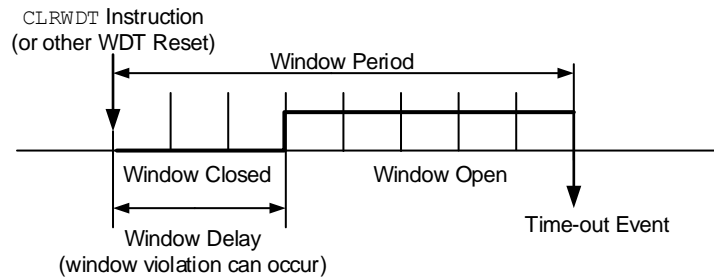 CLRWDT Instruction
(or other WDT Reset)
Window Period
Window Closed
Window Open
Time-out Event
Window Delay
(window violation can occur)